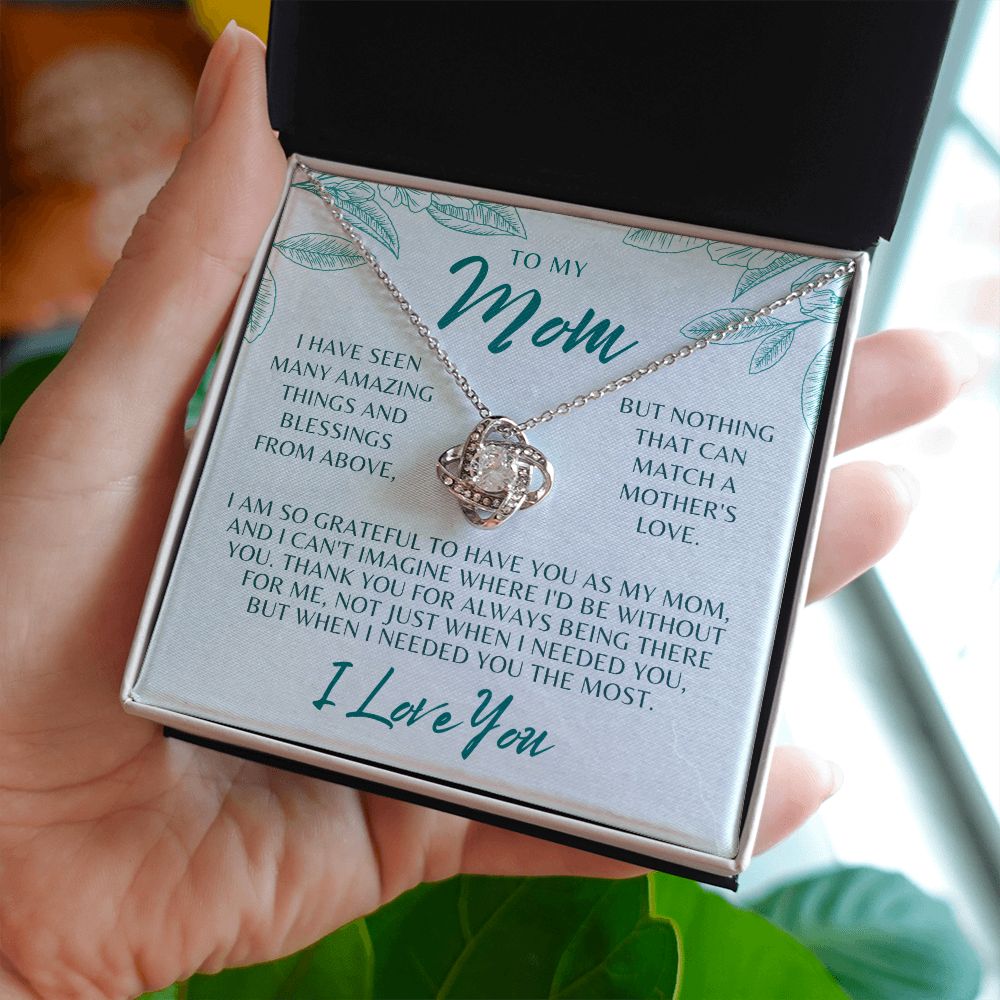 TO MY
Mom
I HAVE SEEN
MANY AMAZING
THINGS AND
BLESSINGS
FROM ABOVE,
BUT NOTHING
THAT CAN
MATCH A
MOTHER'S
LOVE.
I AM SO GRATEFUL TO HAVE YOU AS MY MOM,
AND I CAN'T IMAGINE WHERE I'D BE WITHOUT
YOU. THANK YOU FOR ALWAYS BEING THERE
FOR ME, NOT JUST WHEN I NEEDED YOU,
BUT WHEN I NEEDED YOU THE MOST.
I Love You